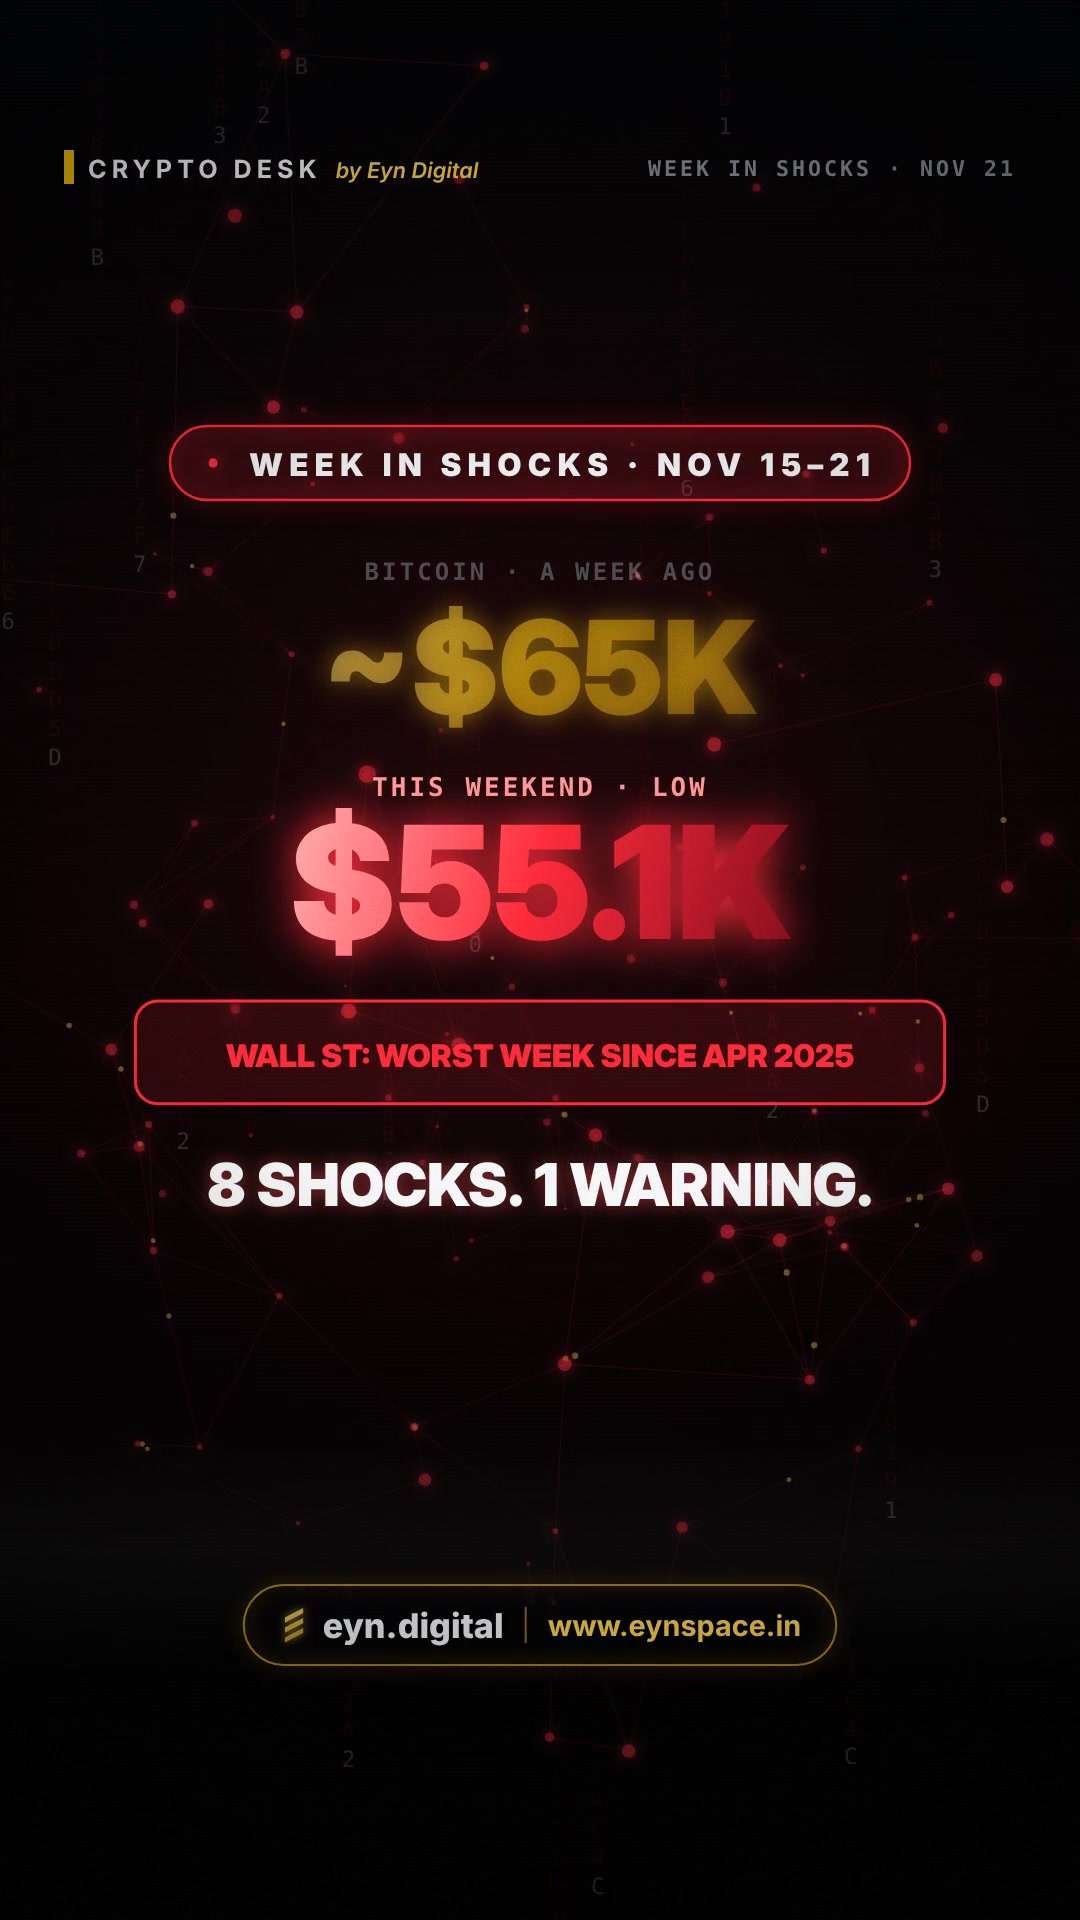 CRYPTO DESK by Eyn Digital
WEEK IN SHOCKS · NOV 21
WEEK IN SHOCKS · NOV 15–21
BITCOIN · A WEEK AGO
~$65K
THIS WEEKEND · LOW
$55.1K
WALL ST: WORST WEEK SINCE APR 2025
8 SHOCKS. 1 WARNING.
eyn.digital | www.eynspace.in